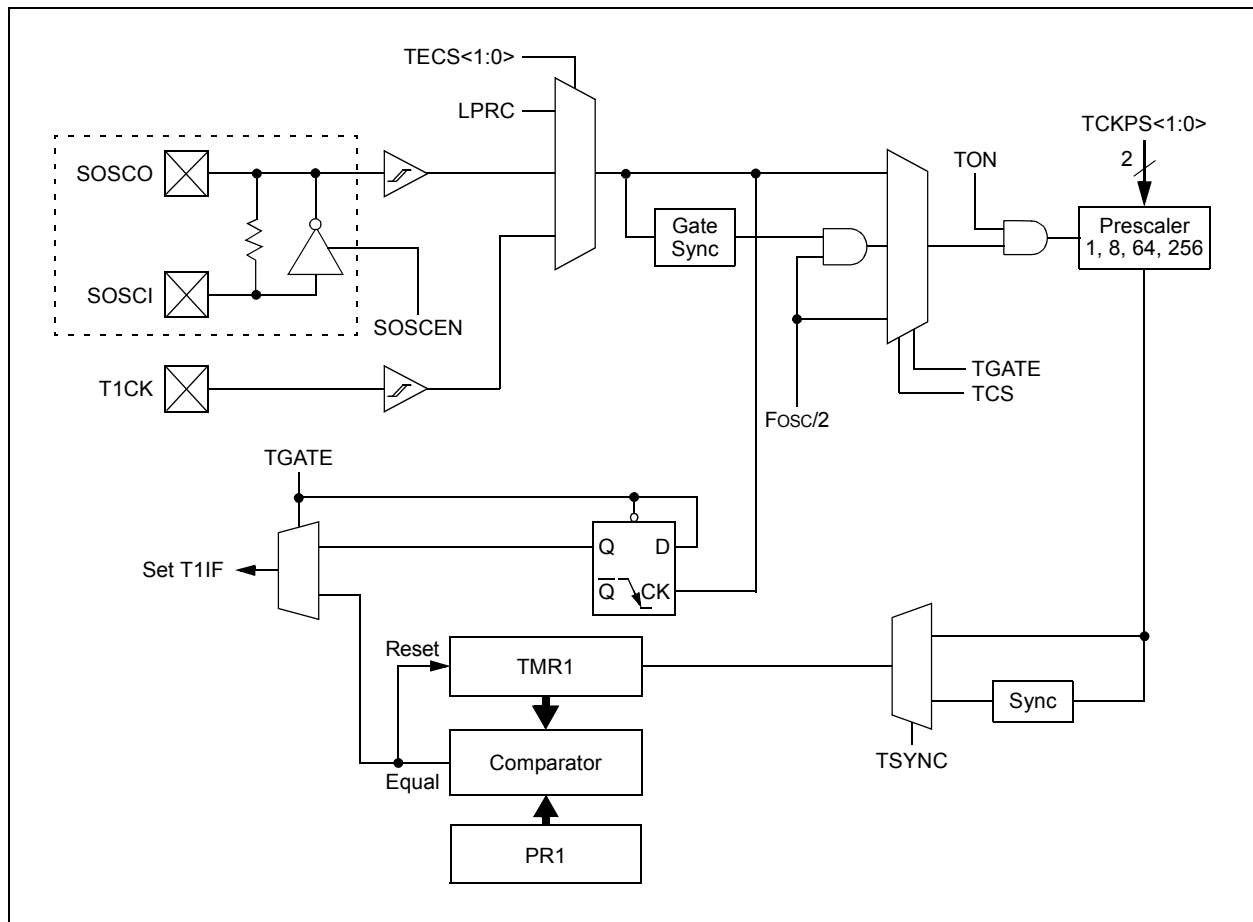 TECS<1:0>
LPRC
SOSCO
SOSCI
SOSCEN
T1CK
Gate
Sync
FOSC/2
TGATE
TCS
TON
TCKPS<1:0>
2
Prescaler
1, 8, 64, 256
TGATE
Set T1IF
Q D
Q CK
Reset
TMR1
Equal
Comparator
PR1
Sync
TSYNC